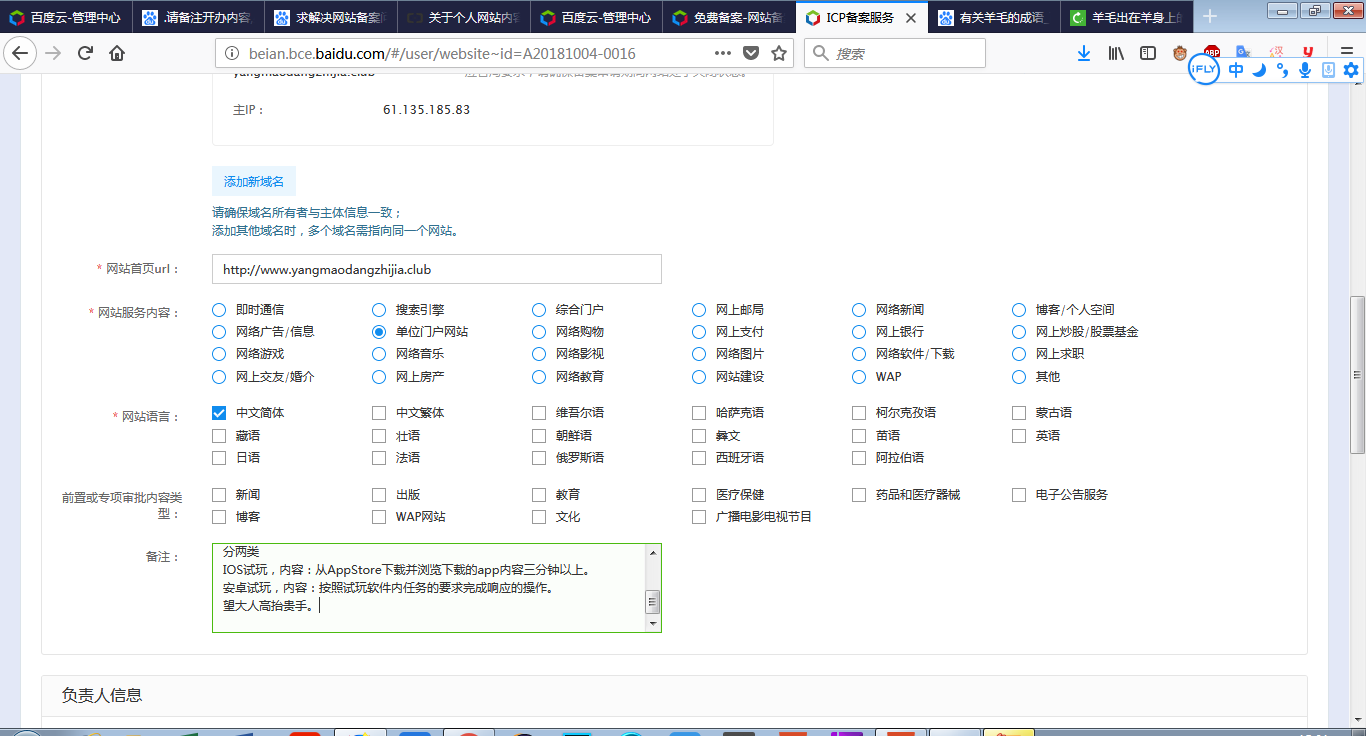 百度云-管理中心
请备注开办内容
求解决网站备案问
关于个人网站内容
百度云-管理中心
免费备案-网站备
ICP备案服务
有关羊毛的成语_
羊毛出在羊身上的
beian.bce.baidu.com/#/user/website~id=A20181004-0016
搜索
ABP
汉
iFLY
中
yangmaodangzhijia.club
主IP：
61.135.185.83
添加新域名
请确保域名所有者与主体信息一致；
添加其他域名时，多个域名需指向同一个网站。
* 网站首页url：
http://www.yangmaodangzhijia.club
* 网站服务内容：
即时通信 搜索引擎 综合门户 网上邮局 网络新闻 博客/个人空间
网络广告/信息 单位门户网站 网络购物 网上支付 网上银行 网上炒股/股票基金
网络游戏 网络音乐 网络影视 网络图片 网络软件/下载 网上求职
网上交友/婚介 网上房产 网络教育 网站建设 WAP 其他
* 网站语言：
中文简体 中文繁体 维吾尔语 哈萨克语 柯尔克孜语 蒙古语
藏语 壮语 朝鲜语 彝文 苗语 英语
日语 法语 俄罗斯语 西班牙语 阿拉伯语
前置或专项审批内容类
型：
新闻 出版 教育 医疗保健 药品和医疗器械 电子公告服务
博客 WAP网站 文化 广播电影电视节目
备注：
分两类
IOS试玩，内容：从AppStore下载并浏览下载的app内容三分钟以上。
安卓试玩，内容：按照试玩软件内任务的要求完成响应的操作。
望大人高抬贵手。
负责人信息